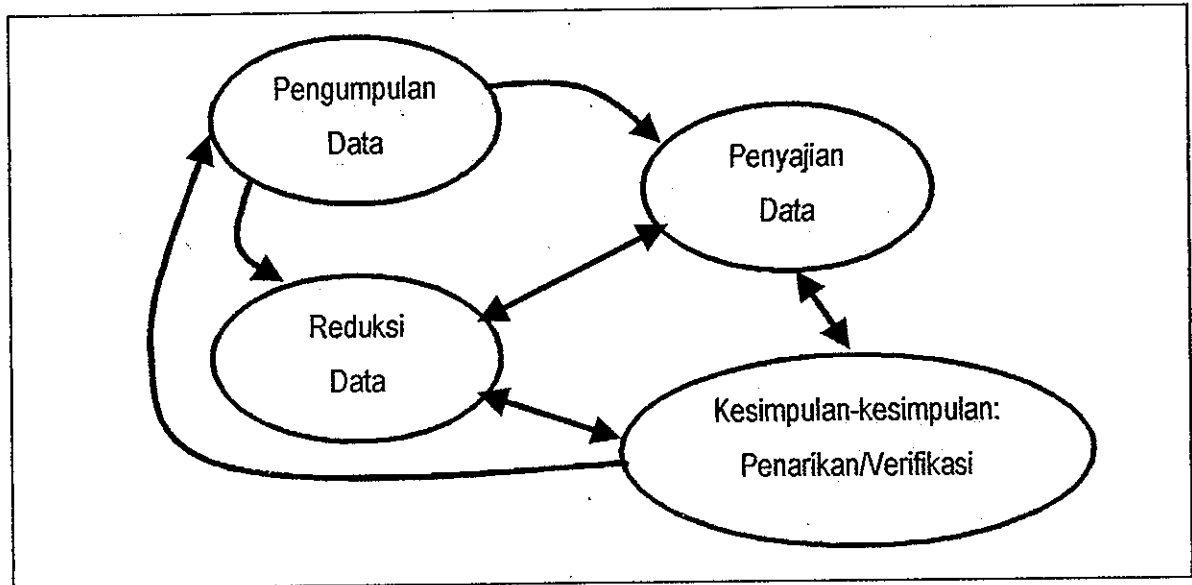 Pengumpulan
Data
Penyajian
Data
Reduksi
Data
Kesimpulan-kesimpulan:
Penarikan/Verifikasi